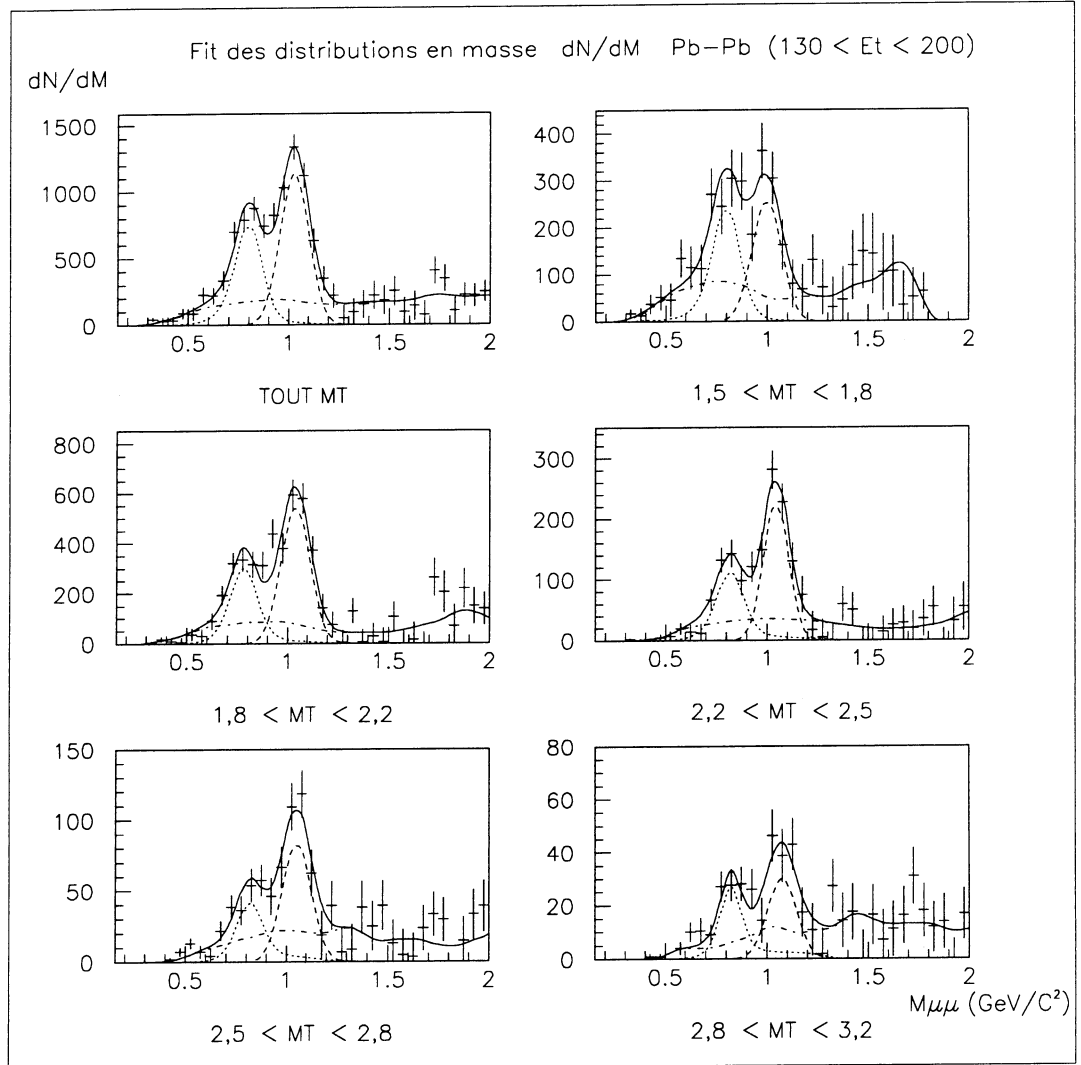 Fit des distributions en masse dN/dM Pb-Pb (130 < Et < 200)
dN/dM
1500
1000
500
0
0.5 1 1.5 2
TOUT MT
400
300
200
100
0
0.5 1 1.5 2
1,5 < MT < 1,8
800
600
400
200
0
0.5 1 1.5 2
1,8 < MT < 2,2
300
200
100
0
0.5 1 1.5 2
2,2 < MT < 2,5
150
100
50
0
0.5 1 1.5 2
2,5 < MT < 2,8
80
60
40
20
0
0.5 1 1.5 2
Mμμ (GeV/C²)
2,8 < MT < 3,2